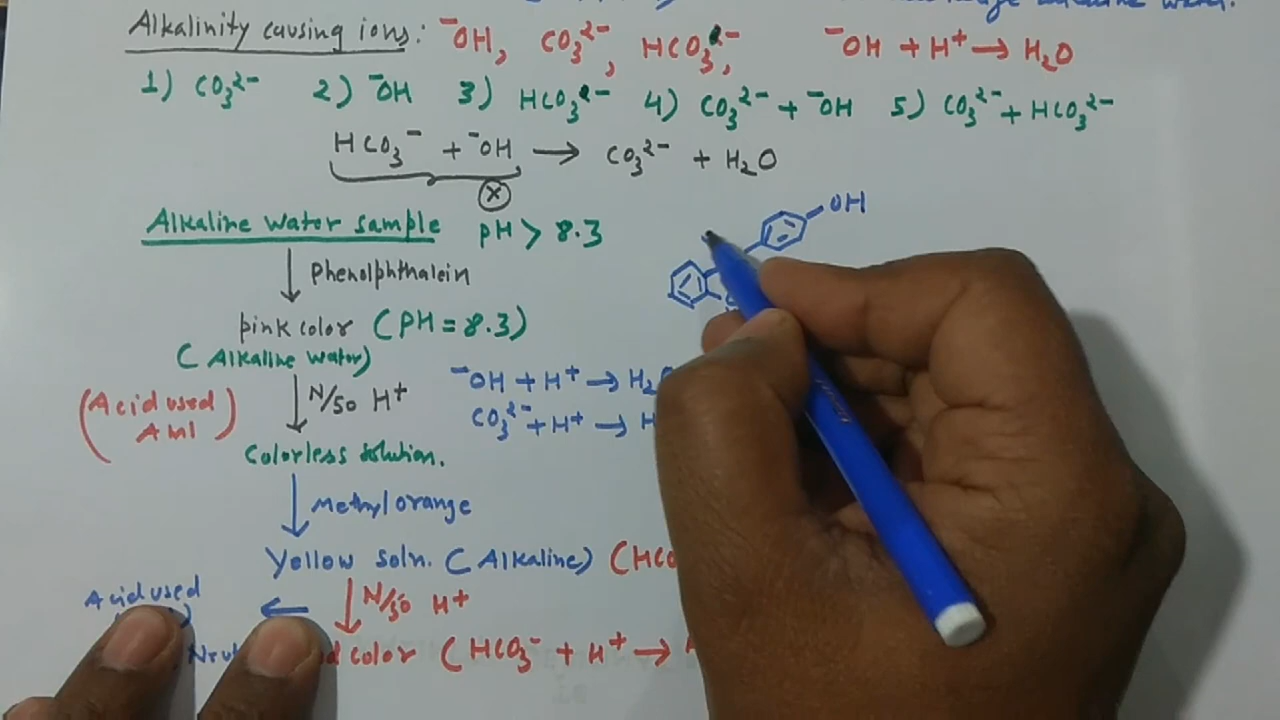 Alkalinity causing ions: ⁻OH, CO₃²⁻, HCO₃²⁻, ⁻OH + H⁺ → H₂O
1) CO₃²⁻ 2) ⁻OH 3) HCO₃²⁻ 4) CO₃²⁻ + ⁻OH 5) CO₃²⁻ + HCO₃²⁻
HCO₃⁻ + ⁻OH → CO₃²⁻ + H₂O
(X)
Alkaline water sample pH > 8.3
OH
↓ Phenolphthalein
pink color (PH = 8.3)
(Alkaline water)
(Acid used A ml) ↓ N/50 H⁺ ⁻OH + H⁺ → H₂O
CO₃²⁻ + H⁺ → H
Colorless solution.
↓ Methyl orange
Yellow soln. (Alkaline) (HCO
Acid used ← ↓ N/50 H⁺
color (HCO₃⁻ + H⁺ →